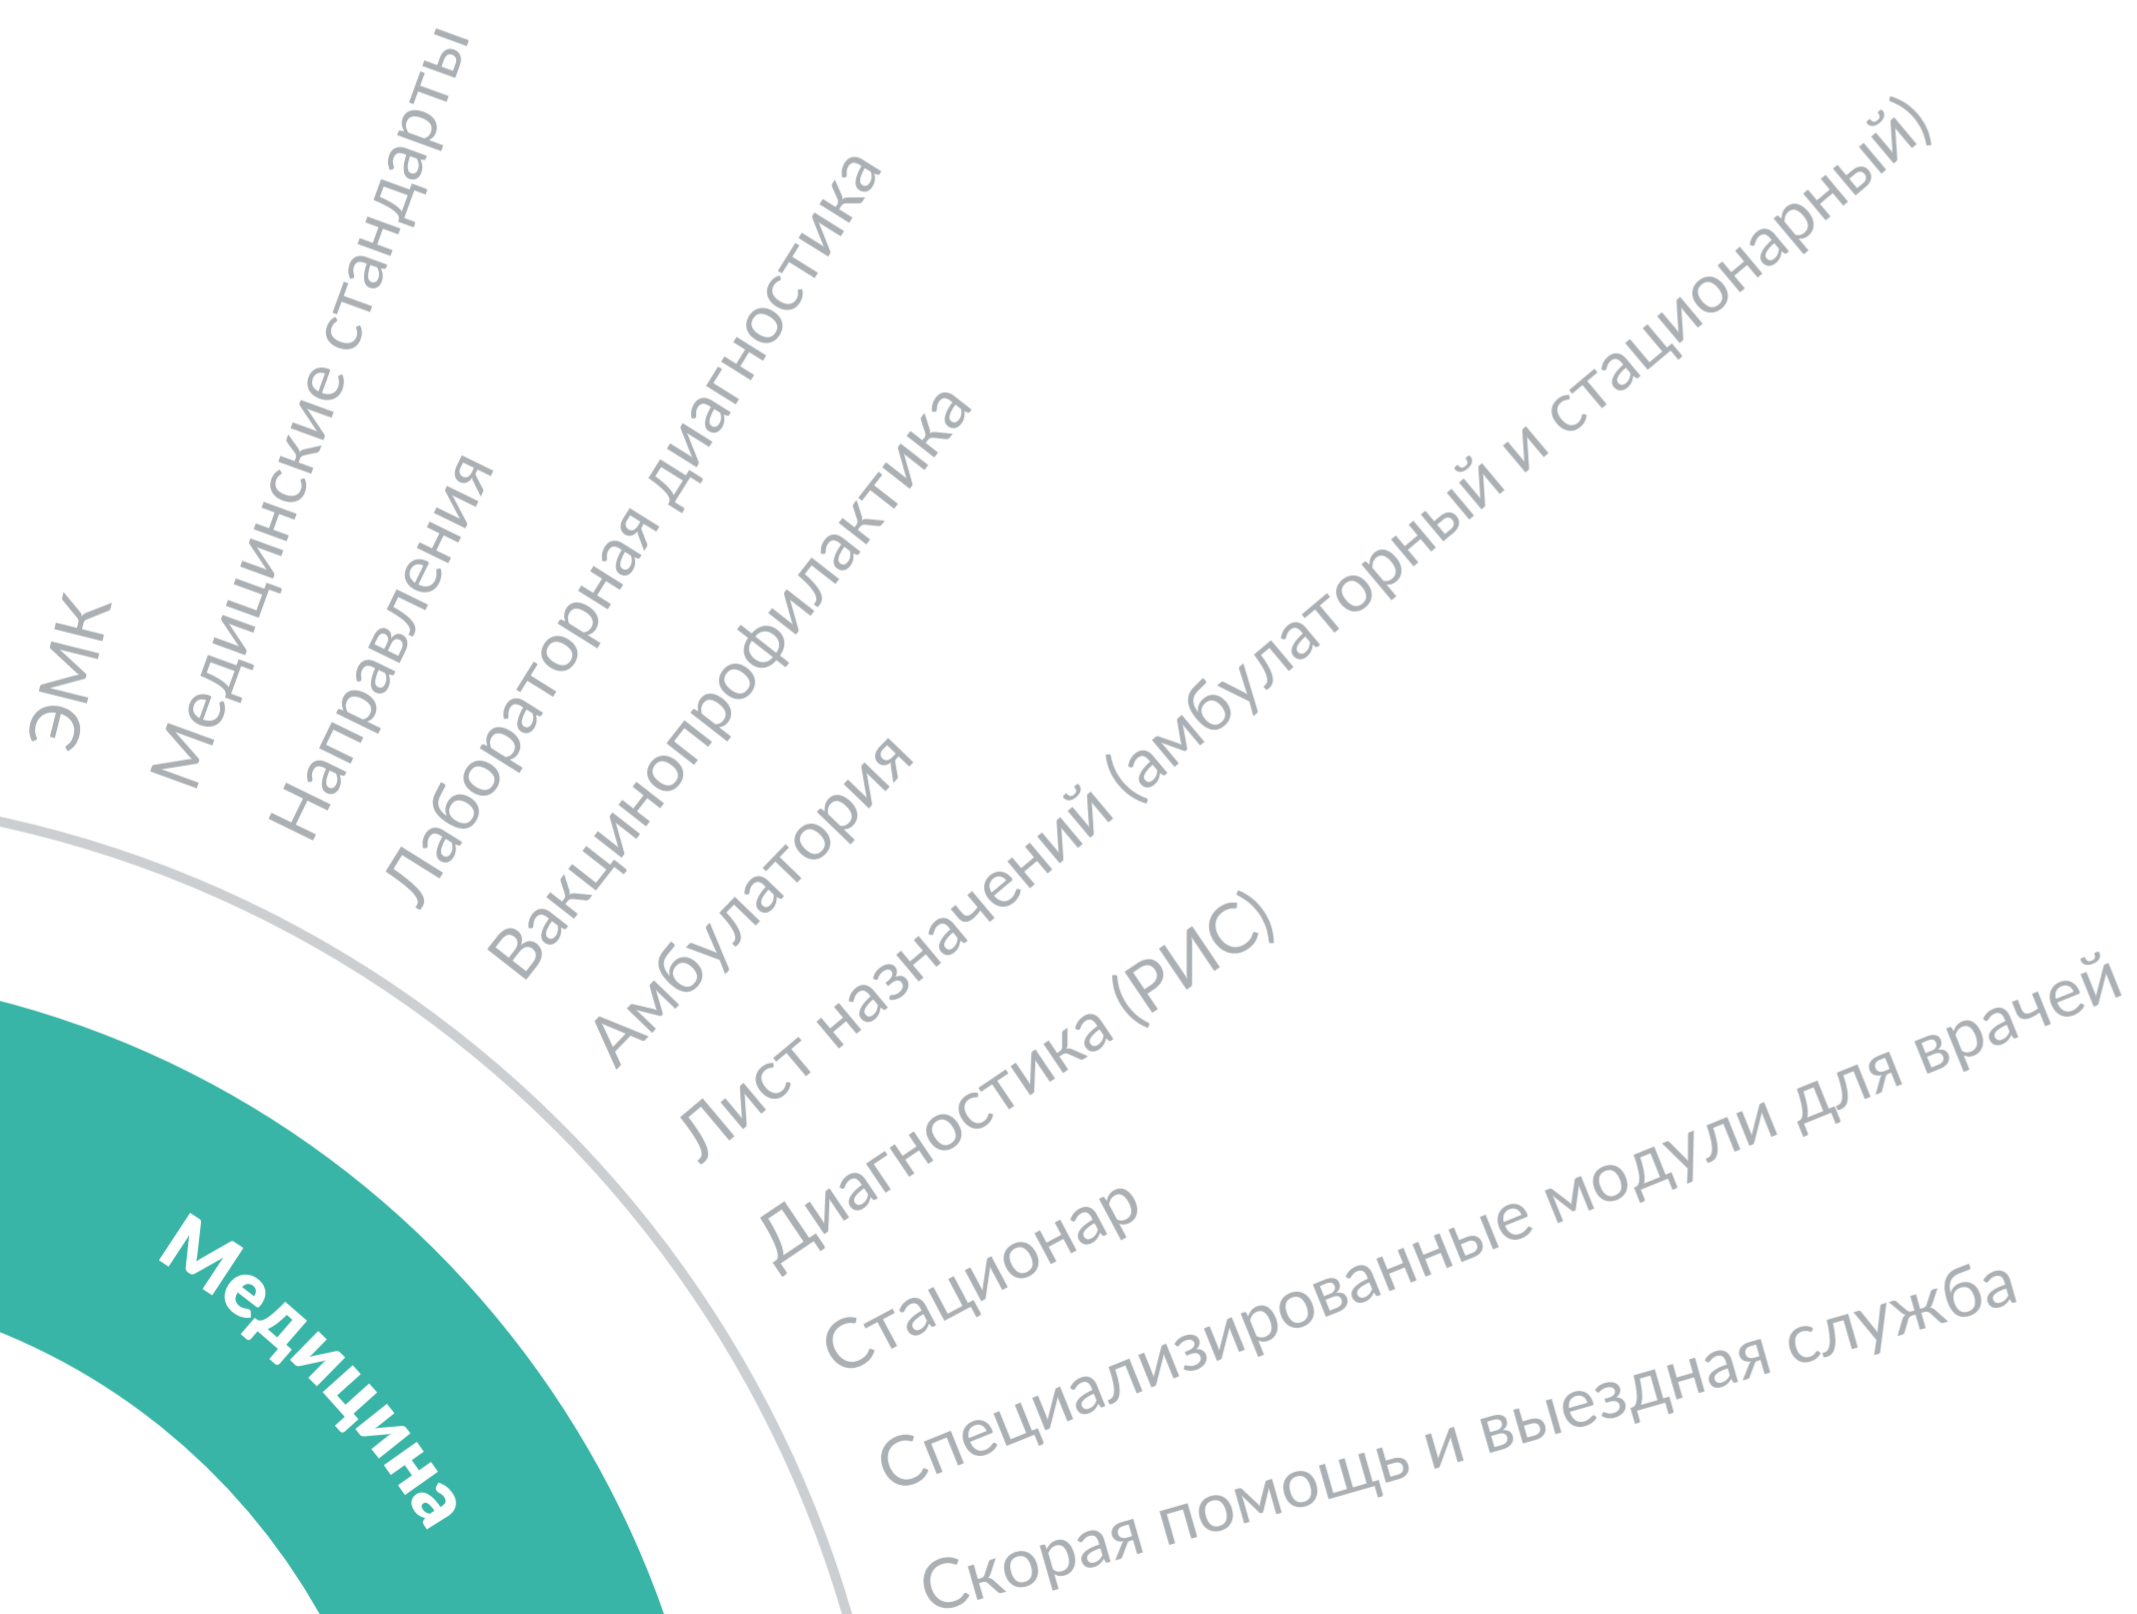 ЭМК
Медицинские стандарты
Направления
Лабораторная диагностика
Вакцинопрофилактика
Амбулатория
Лист назначений (амбулаторный и стационарный)
Диагностика (РИС)
Стационар
Специализированные модули для врачей
Скорая помощь и выездная служба
Медицина